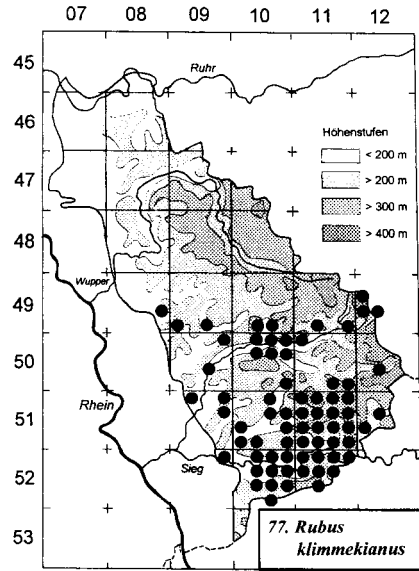 07 08 09 10 11 12
45
46
47
48
49
50
51
52
53
Ruhr
Höhenstufen
< 200 m
> 200 m
> 300 m
> 400 m
Wupper
Rhein
Sieg
77. Rubus
klimmekianus